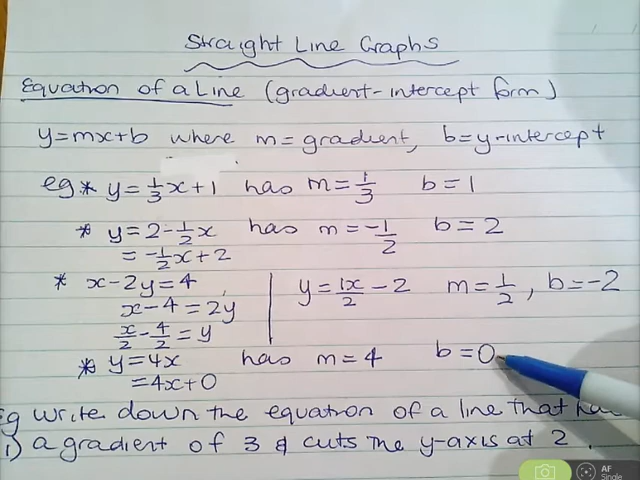 Straight Line Graphs
Equation of a Line (gradient-intercept form)
y=mx+b where m=gradient, b=y-intercept
eg * y=1/3x+1 has m=1/3 b=1
* y=2-1/2x has m=-1/2 b=2
=-1/2x+2
* x-2y=4 | y=1x/2-2 m=1/2, b=-2
x-4=2y
x/2-4/2=y
* y=4x has m=4 b=0
=4x+0
eg write down the equation of a line that
i) a gradient of 3 & cuts the y-axis at 2.
AF
Single